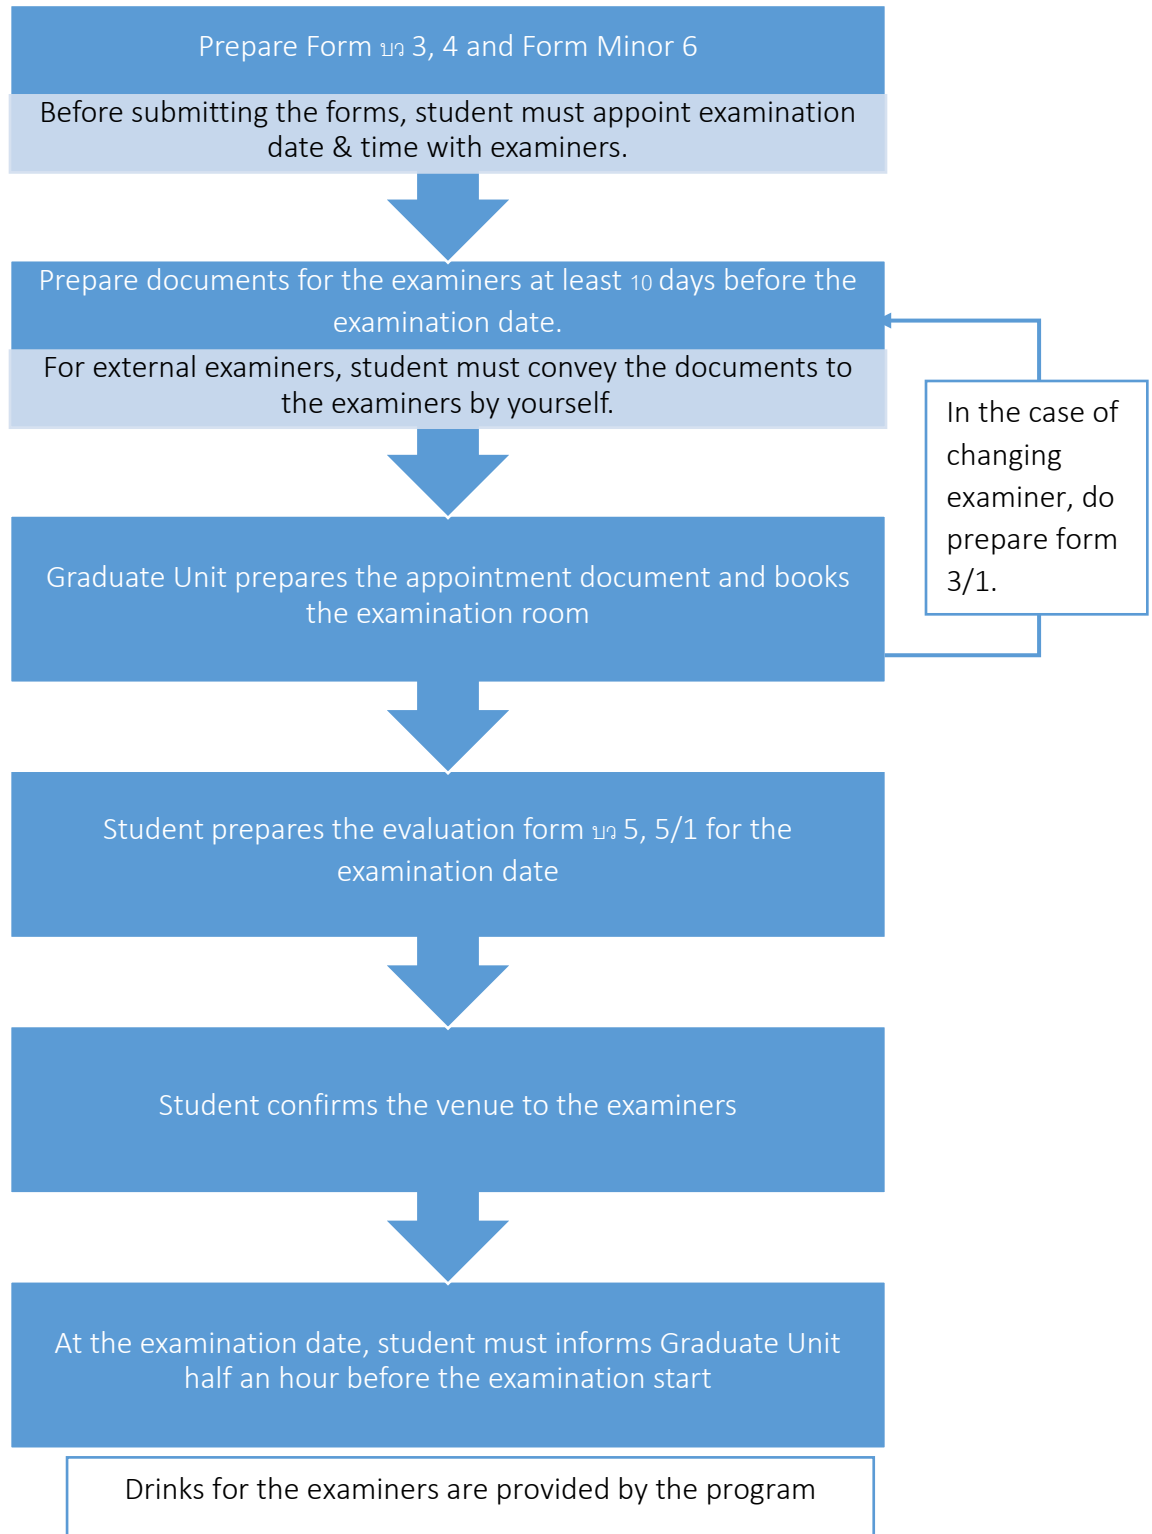 Prepare Form บว 3, 4 and Form Minor 6
Before submitting the forms, student must appoint examination
date & time with examiners.
Prepare documents for the examiners at least 10 days before the
examination date.
For external examiners, student must convey the documents to
the examiners by yourself.
In the case of
changing
examiner, do
prepare form
3/1.
Graduate Unit prepares the appointment document and books
the examination room
Student prepares the evaluation form บว 5, 5/1 for the
examination date
Student confirms the venue to the examiners
At the examination date, student must informs Graduate Unit
half an hour before the examination start
Drinks for the examiners are provided by the program